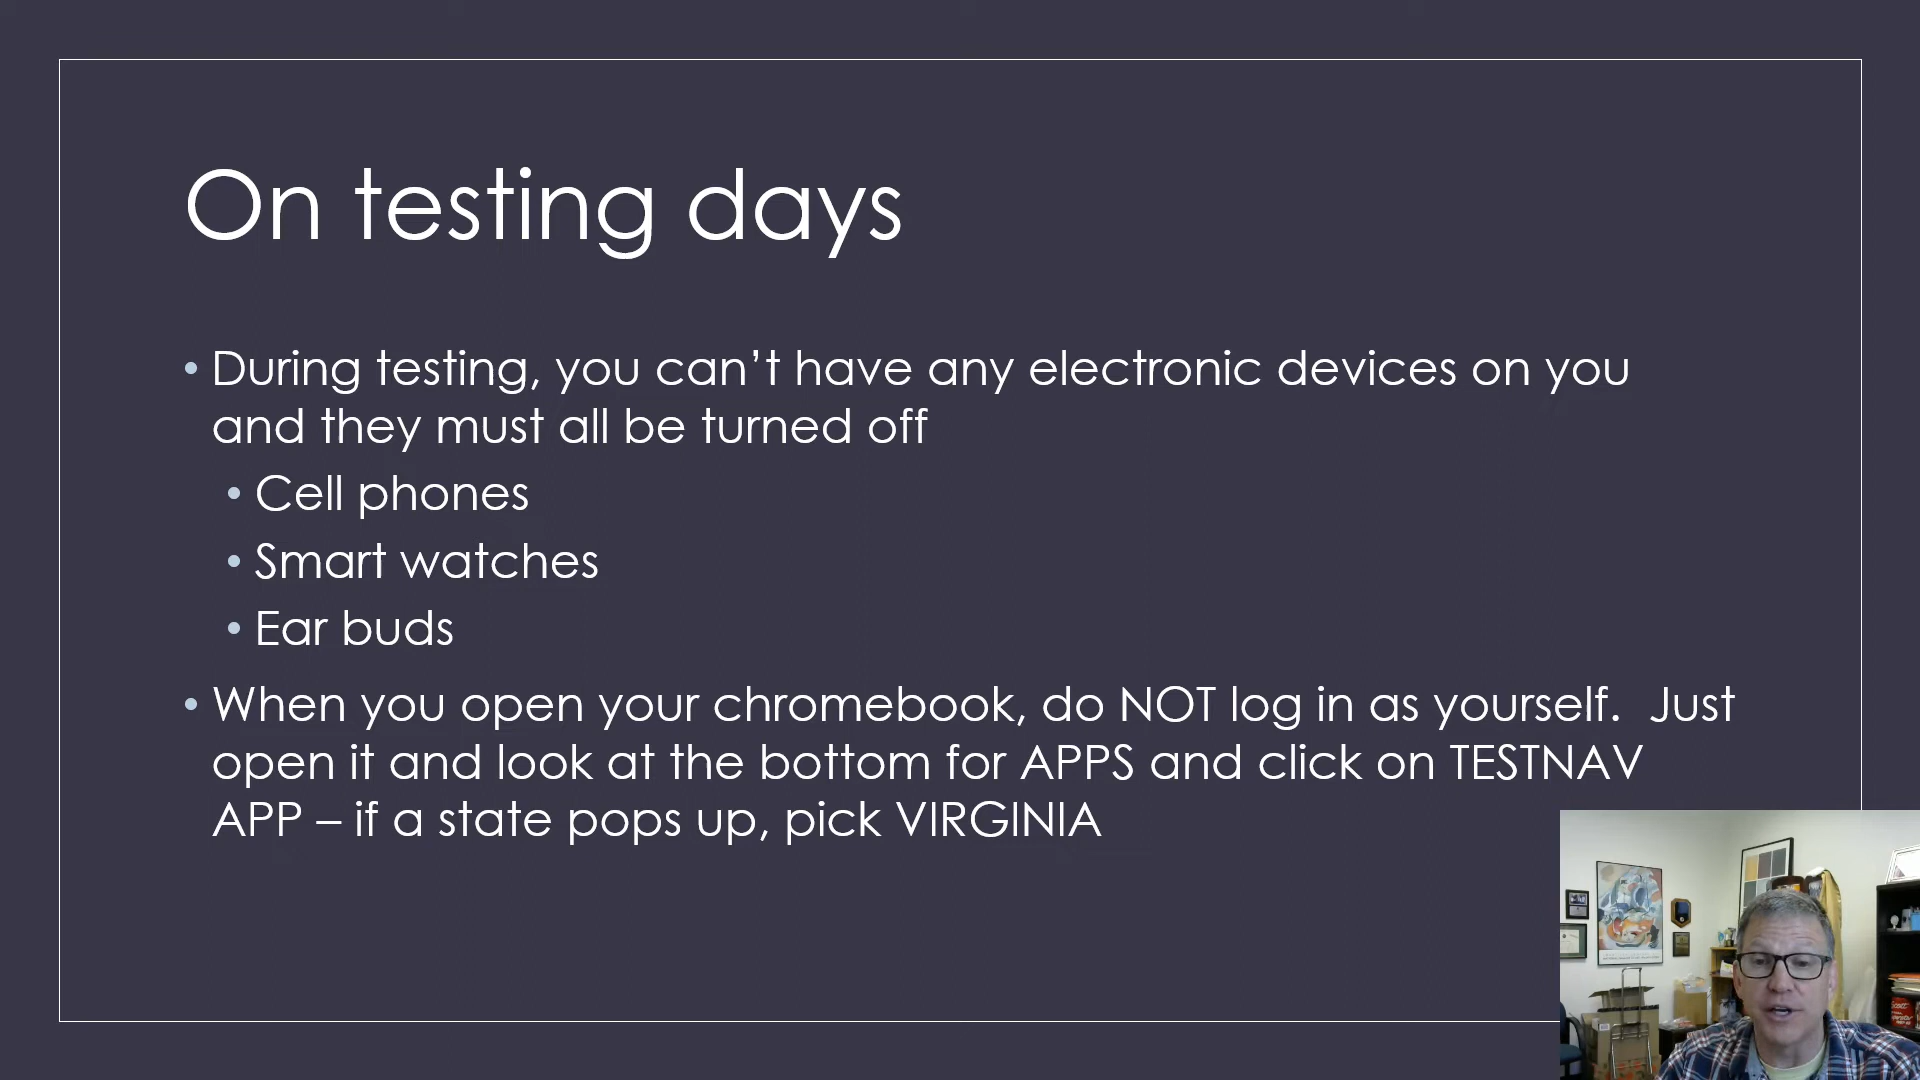 On testing days
• During testing, you can’t have any electronic devices on you
and they must all be turned off
• Cell phones
• Smart watches
• Ear buds
• When you open your chromebook, do NOT log in as yourself.  Just
open it and look at the bottom for APPS and click on TESTNAV
APP – if a state pops up, pick VIRGINIA